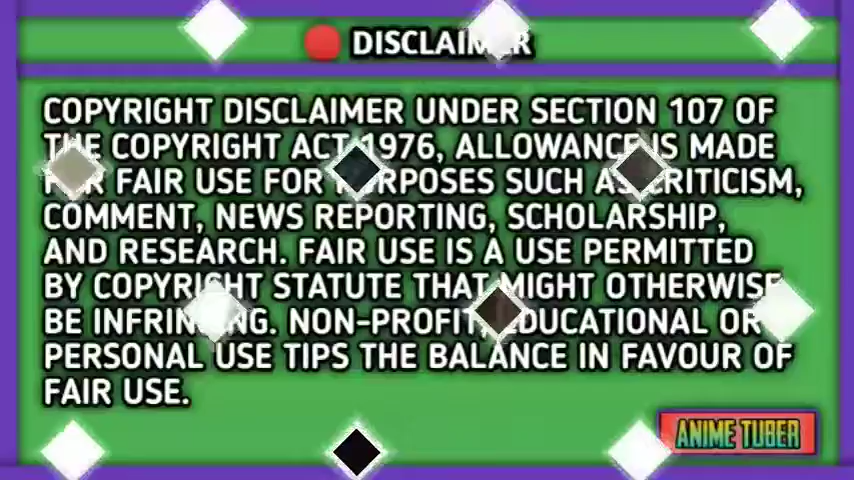 DISCLAIMER
COPYRIGHT DISCLAIMER UNDER SECTION 107 OF
THE COPYRIGHT ACT 1976, ALLOWANCE IS MADE
FOR FAIR USE FOR PURPOSES SUCH AS CRITICISM,
COMMENT, NEWS REPORTING, SCHOLARSHIP,
AND RESEARCH. FAIR USE IS A USE PERMITTED
BY COPYRIGHT STATUTE THAT MIGHT OTHERWISE
BE INFRINGING. NON-PROFIT, EDUCATIONAL OR
PERSONAL USE TIPS THE BALANCE IN FAVOUR OF
FAIR USE.
ANIME TUBER